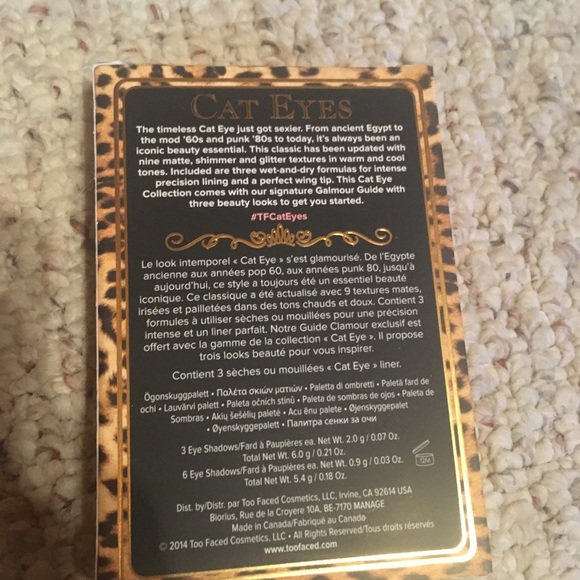 CAT EYES
The timeless Cat Eye just got sexier. From ancient Egypt to
the mod '60s and punk '80s to today, it's always been an
iconic beauty essential. This classic has been updated with
nine matte, shimmer and glitter textures in warm and cool
tones. Included are three wet-and-dry formulas for intense
precision lining and a perfect wing tip. This Cat Eye
Collection comes with our signature Galmour Guide with
three beauty looks to get you started.
#TFCatEyes
Le look intemporel « Cat Eye » s'est glamourisé. De l'Egypte
ancienne aux années pop 60, aux années punk 80, jusqu'à
aujourd'hui, ce style a toujours été un essentiel beauté
iconique. Ce classique a été actualisé avec 9 textures mates,
irisées et pailletées dans des tons chauds et doux. Contient 3
formules à utiliser sèches ou mouillées pour une précision
intense et un liner parfait. Notre Guide Clamour exclusif est
offert avec la gamme de la collection « Cat Eye ». Il propose
trois looks beauté pour vous inspirer.
Contient 3 sèches ou mouillées « Cat Eye » liner.
Ögonskuggpalett • Παλέτα σκιών ματιών • Paletta di ombretti • Paletă fard de
ochi • Lauvärvi palett • Paleta očních stínů • Paleta de sombras de ojos • Paleta de
Sombras • Akių šešėlių paletė • Acu ēnu palete • Øjenskyggepalet
• Øyenskyggepalett • Палитра сенки за очи
3 Eye Shadows/Fard à Paupières ea. Net Wt. 2.0 g / 0.07 Oz.
Total Net Wt. 6.0 g / 0.21 Oz.
6 Eye Shadows/Fard à Paupières ea. Net Wt. 0.9 g / 0.03 Oz.
Total Net Wt. 5.4 g / 0.18 Oz.
12M
Dist. by/Distr. par Too Faced Cosmetics, LLC, Irvine, CA 92614 USA
Biorius, Rue de la Croyere 10A, BE-7170 MANAGE
Made in Canada/Fabriqué au Canada
© 2014 Too Faced Cosmetics, LLC • All Rights Reserved/Tous droits réservés
www.toofaced.com